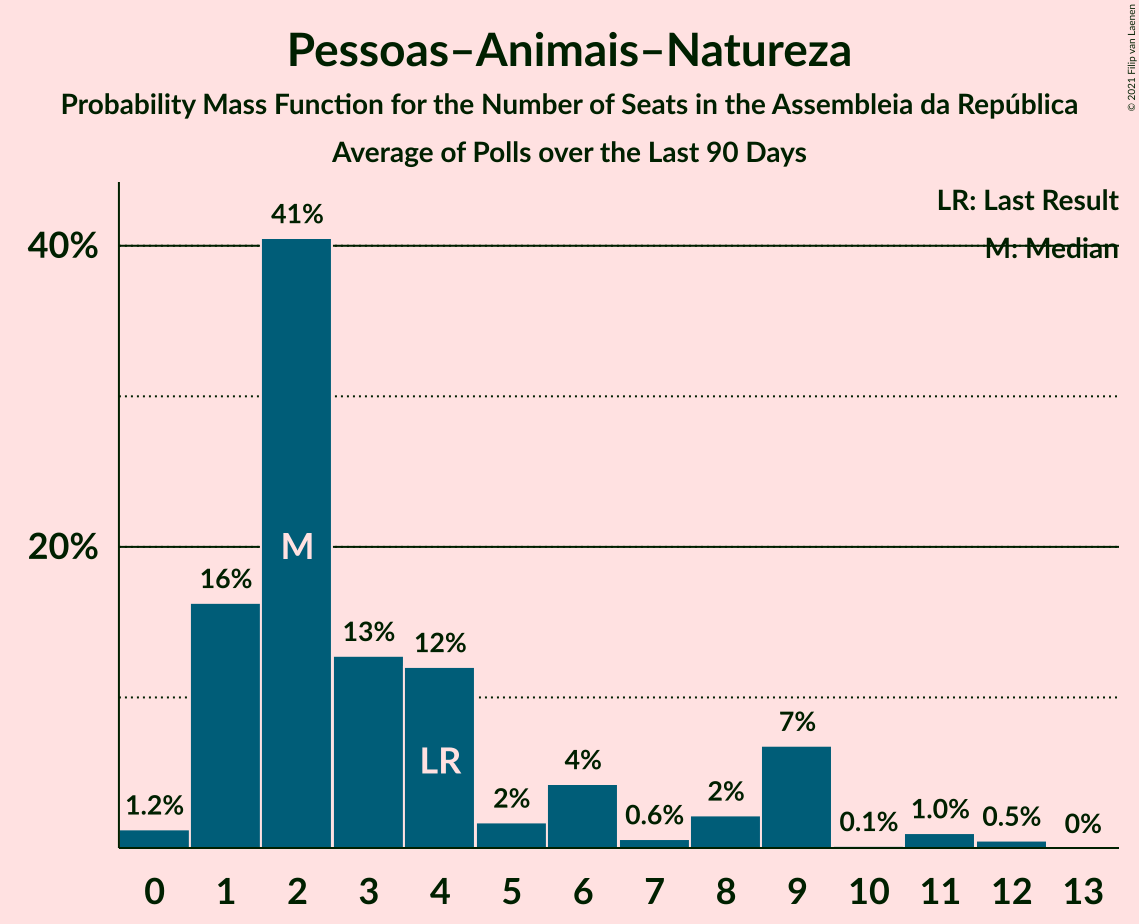 Pessoas–Animais–Natureza
Probability Mass Function for the Number of Seats in the Assembleia da República
Average of Polls over the Last 90 Days
© 2021 Filip van Laenen
LR: Last Result
M: Median
40%
20%
1.2%
16%
41%
13%
12%
2%
4%
0.6%
2%
7%
0.1%
1.0%
0.5%
0%
M
LR
0 1 2 3 4 5 6 7 8 9 10 11 12 13